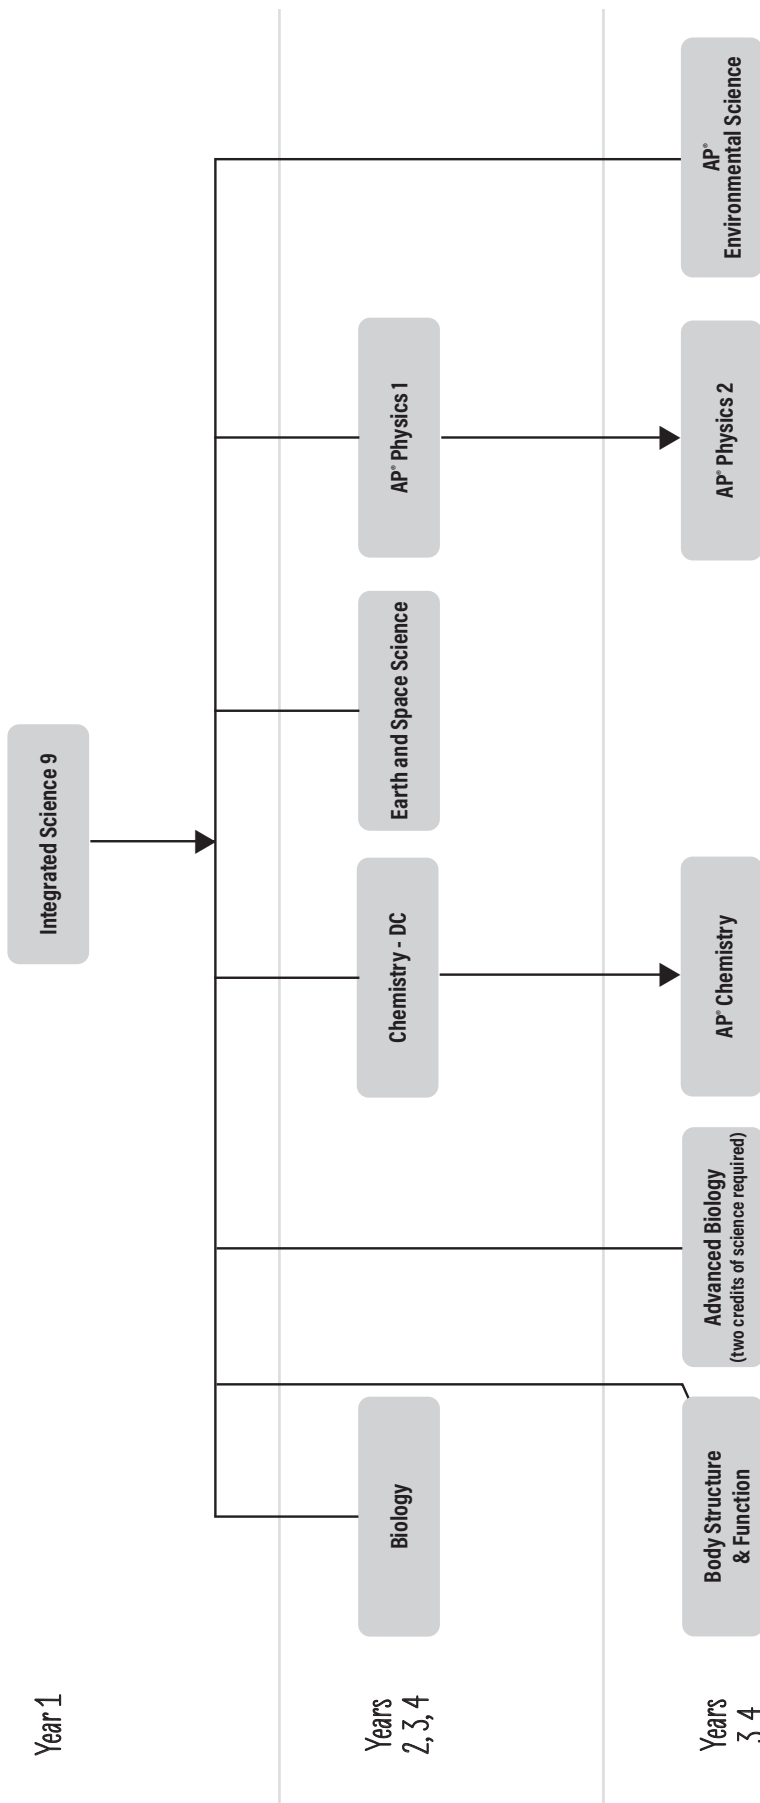 Year 1
Integrated Science 9
Years
2, 3, 4
Biology
Chemistry - DC
Earth and Space Science
AP® Physics 1
Years
3, 4
Body Structure
& Function
Advanced Biology
(two credits of science required)
AP® Chemistry
AP® Physics 2
AP®
Environmental Science